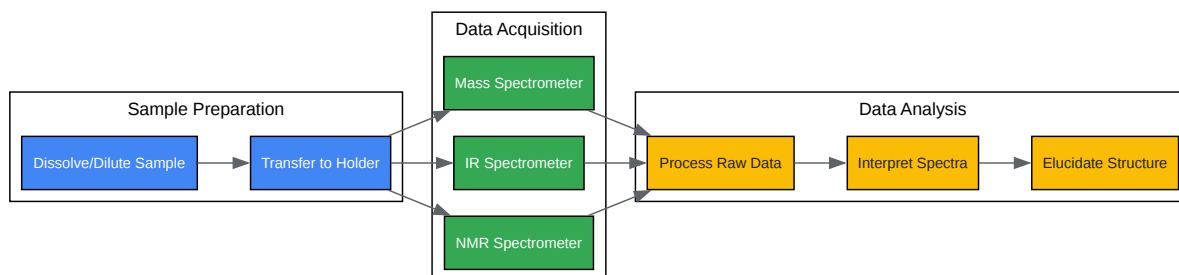 Sample Preparation
Dissolve/Dilute Sample
Transfer to Holder
Data Acquisition
Mass Spectrometer
IR Spectrometer
NMR Spectrometer
Data Analysis
Process Raw Data
Interpret Spectra
Elucidate Structure